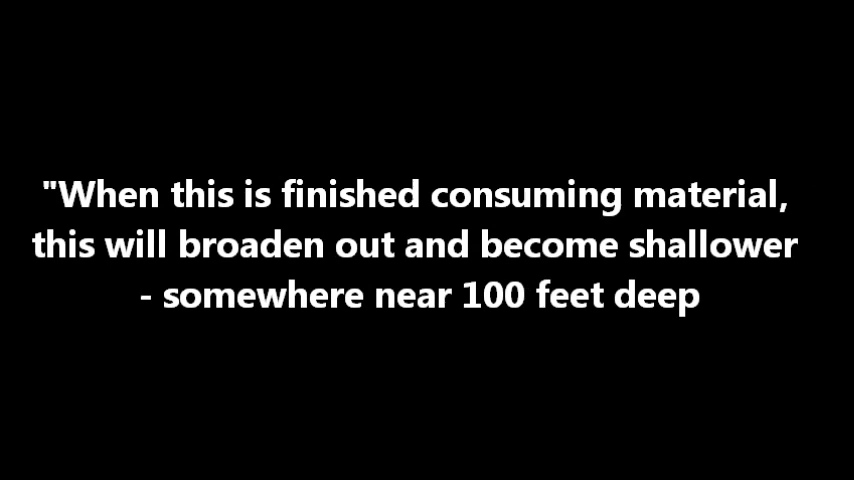 "When this is finished consuming material,
this will broaden out and become shallower
- somewhere near 100 feet deep